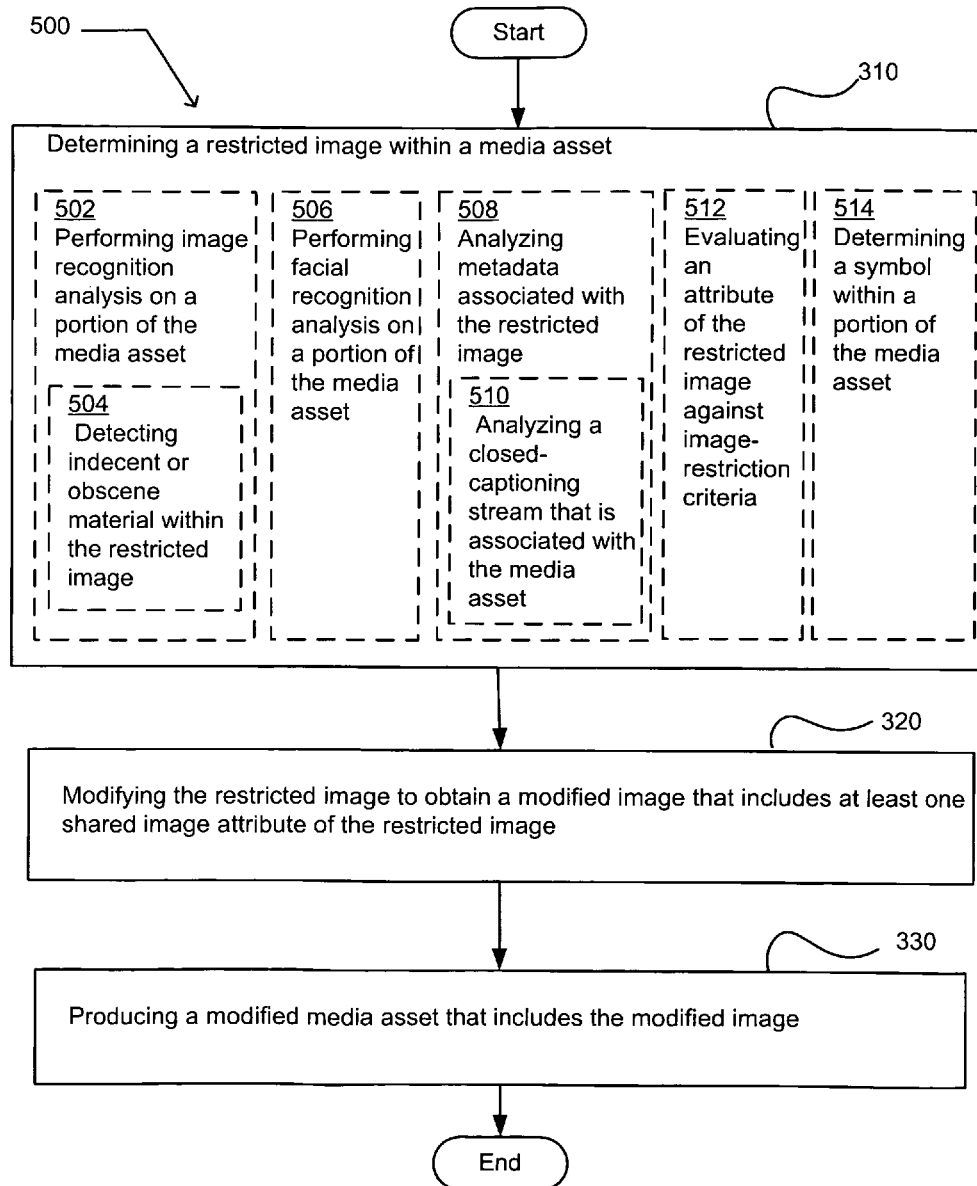 500
Start
310
Determining a restricted image within a media asset
502
Performing image
recognition
analysis on a
portion of the
media asset
504
Detecting
indecent or
obscene
material within
the restricted
image
506
Performing
facial
recognition
analysis on
a portion of
the media
asset
508
Analyzing
metadata
associated with
the restricted
image
510
Analyzing a
closed-
captioning
stream that is
associated with
the media
asset
512
Evaluating
an
attribute
of the
restricted
image
against
image-
restriction
criteria
514
Determining
a symbol
within a
portion of
the media
asset
320
Modifying the restricted image to obtain a modified image that includes at least one
shared image attribute of the restricted image
330
Producing a modified media asset that includes the modified image
End